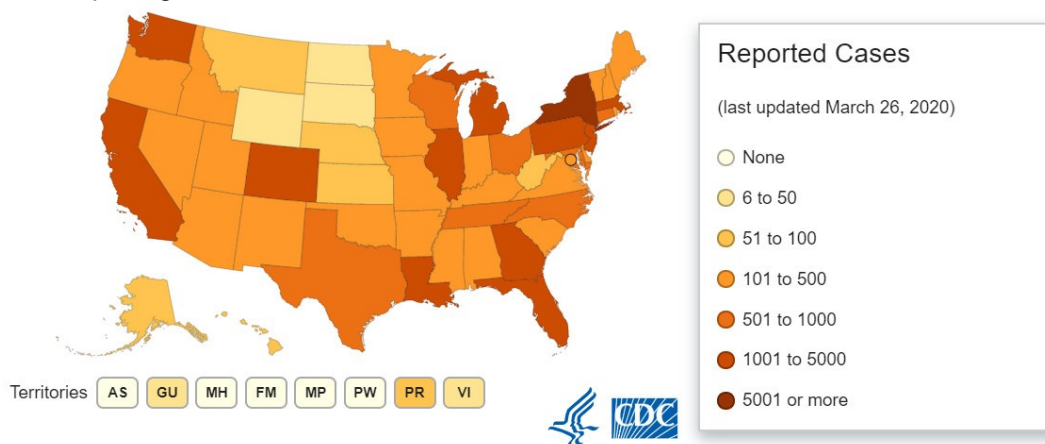 Reported Cases
(last updated March 26, 2020)
None
6 to 50
51 to 100
101 to 500
501 to 1000
1001 to 5000
5001 or more
Territories AS GU MH FM MP PW PR VI
CDC